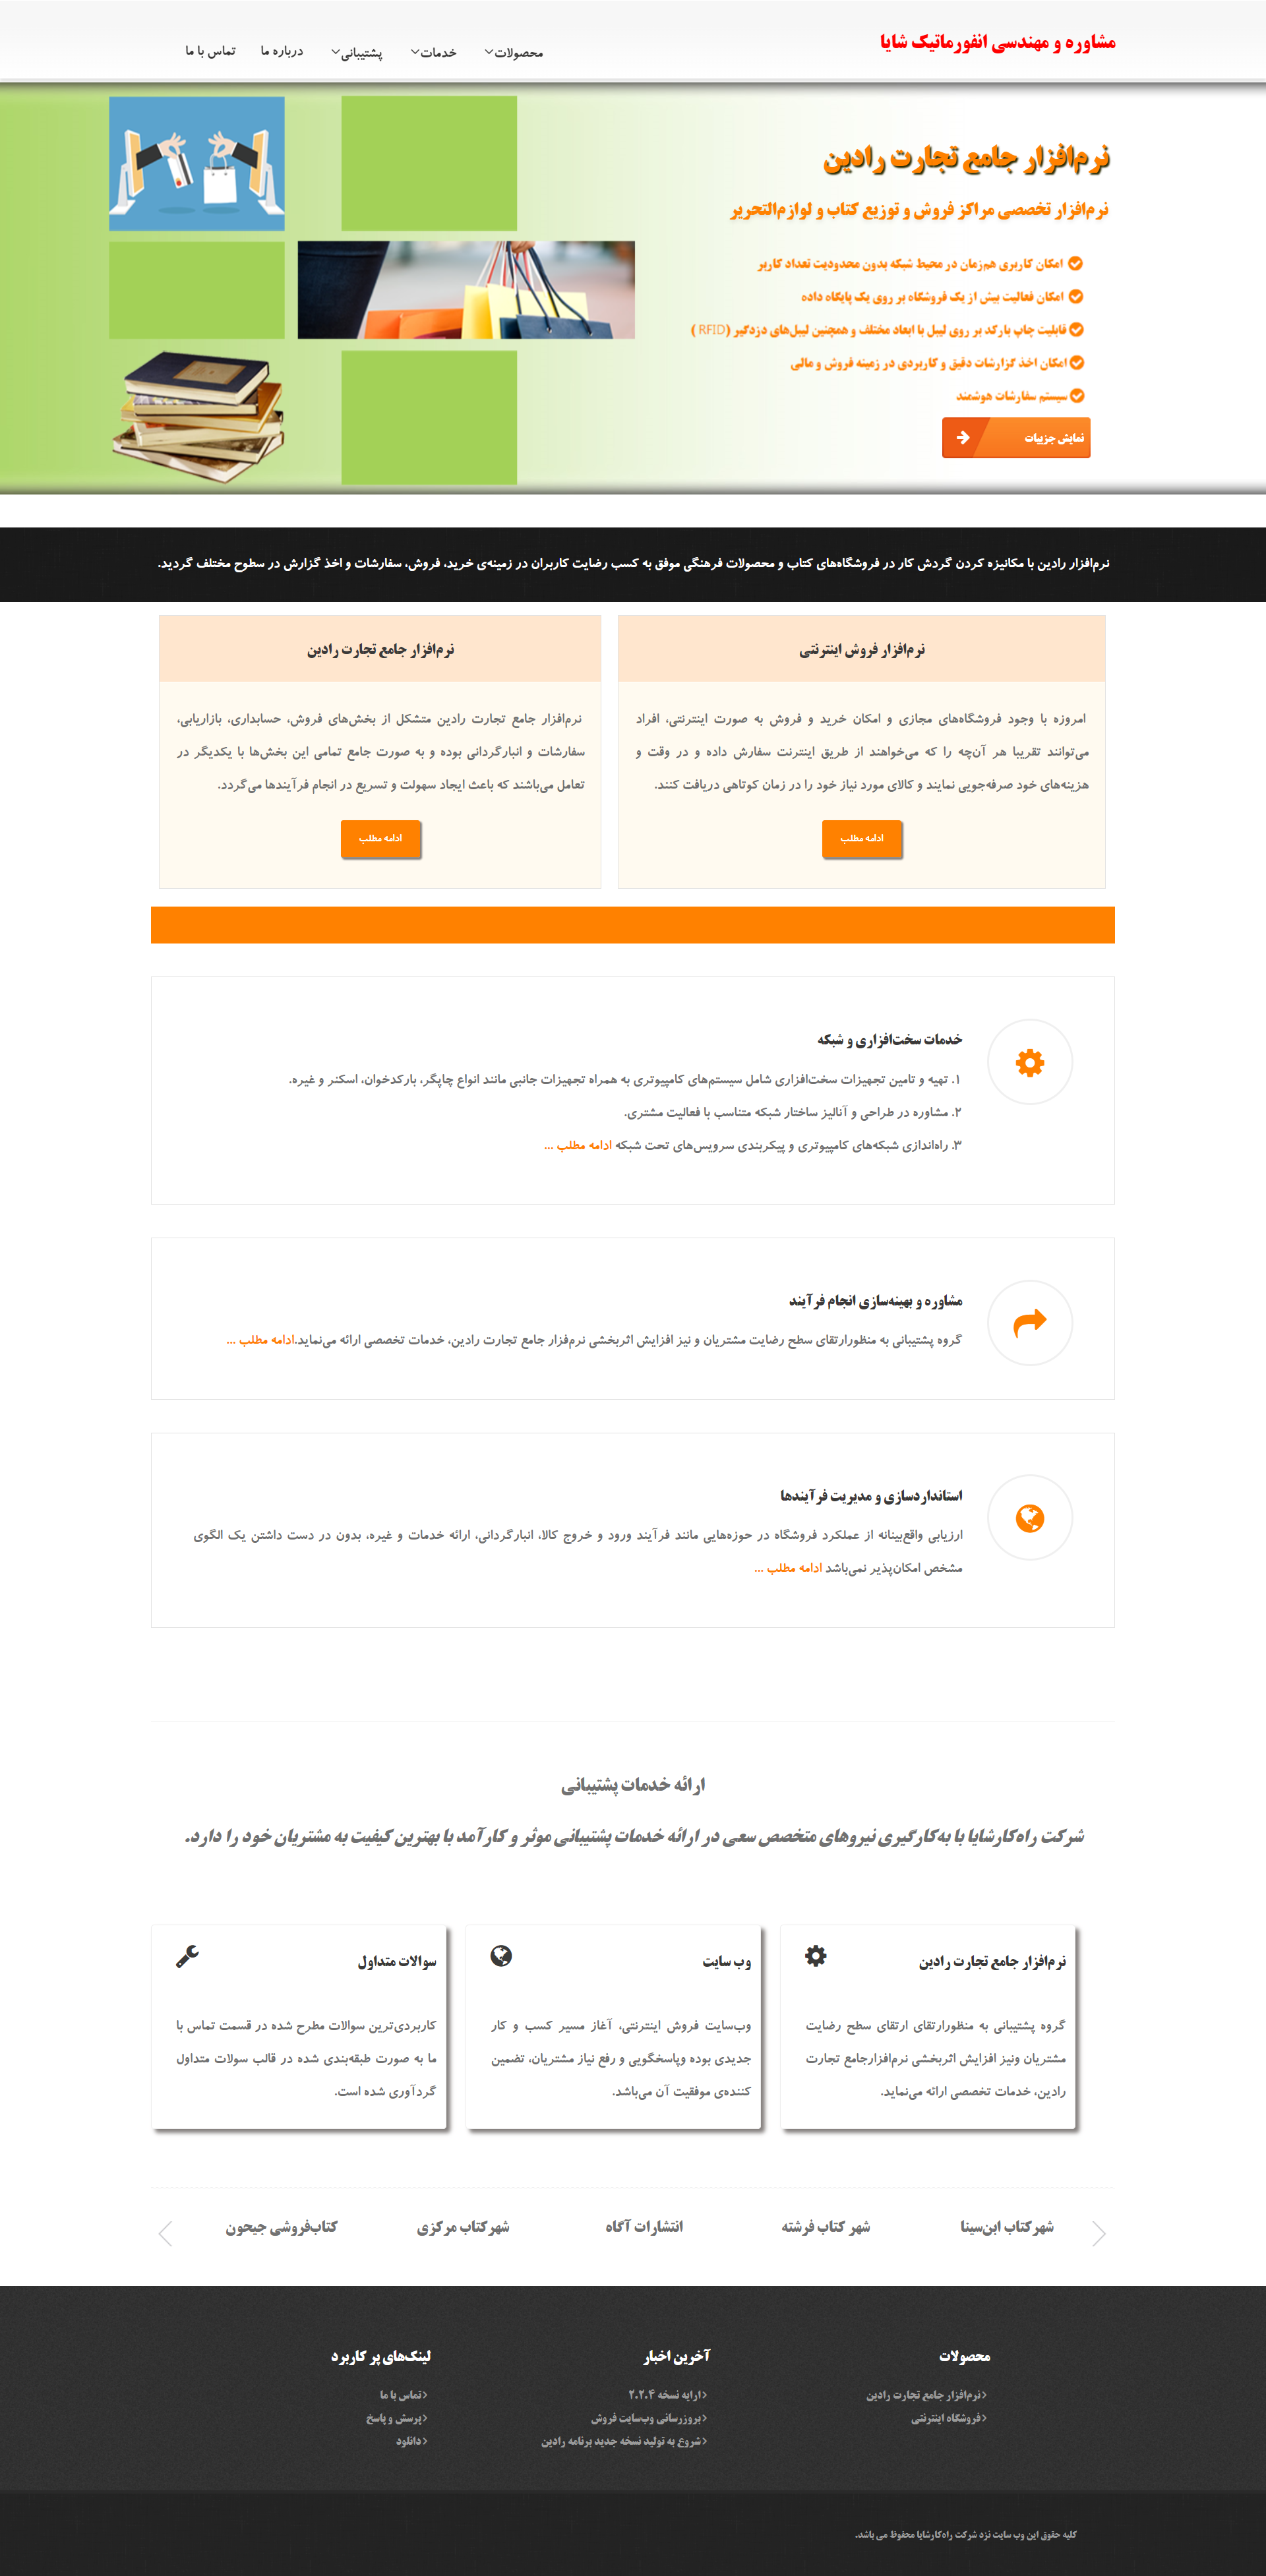 مشاوره و مهندسی انفورماتیک شایا
محصولات
خدمات
پشتیبانی
درباره ما
تماس با ما
نرم‌افزار جامع تجارت رادین
نرم‌افزار تخصصی مراکز فروش و توزیع کتاب و لوازم‌التحریر
امکان کاربری هم‌زمان در محیط شبکه بدون محدودیت تعداد کاربر
امکان فعالیت بیش از یک فروشگاه بر روی یک پایگاه داده
قابلیت چاپ بارکد بر روی لیبل با ابعاد مختلف و همچنین لیبل‌های دزدگیر (RFID )
امکان اخذ گزارشات دقیق و کاربردی در زمینه فروش و مالی
سیستم سفارشات هوشمند
نمایش جزییات
نرم‌افزار رادین با مکانیزه کردن گردش کار در فروشگاه‌های کتاب و محصولات فرهنگی موفق به کسب رضایت کاربران در زمینه‌ی خرید، فروش، سفارشات و اخذ گزارش در سطوح مختلف گردید.
نرم‌افزار فروش اینترنتی
امروزه با وجود فروشگاه‌های مجازی و امکان خرید و فروش به صورت اینترنتی، افراد
می‌توانند تقریبا هر آن‌چه را که می‌خواهند از طریق اینترنت سفارش داده و در وقت و
هزینه‌های خود صرفه‌جویی نمایند و کالای مورد نیاز خود را در زمان کوتاهی دریافت کنند.
ادامه مطلب
نرم‌افزار جامع تجارت رادین
نرم‌افزار جامع تجارت رادین متشکل از بخش‌های فروش، حسابداری، بازاریابی،
سفارشات و انبارگردانی بوده و به صورت جامع تمامی این بخش‌ها با یکدیگر در
تعامل می‌باشند که باعث ایجاد سهولت و تسریع در انجام فرآیندها می‌گردد.
ادامه مطلب
خدمات سخت‌افزاری و شبکه
۱. تهیه و تامین تجهیزات سخت‌افزاری شامل سیستم‌های کامپیوتری به همراه تجهیزات جانبی مانند انواع چاپگر، بارکدخوان، اسکنر و غیره.
۲. مشاوره در طراحی و آنالیز ساختار شبکه متناسب با فعالیت مشتری.
۳. راه‌اندازی شبکه‌های کامپیوتری و پیکربندی سرویس‌های تحت شبکه ادامه مطلب ...
مشاوره و بهینه‌سازی انجام فرآیند
گروه پشتیبانی به منظورارتقای سطح رضایت مشتریان و نیز افزایش اثربخشی نرم‌فزار جامع تجارت رادین، خدمات تخصصی ارائه می‌نماید.ادامه مطلب ...
استانداردسازی و مدیریت فرآیندها
ارزیابی واقع‌بینانه از عملکرد فروشگاه در حوزه‌هایی مانند فرآیند ورود و خروج کالا، انبارگردانی، ارائه خدمات و غیره، بدون در دست داشتن یک الگوی
مشخص امکان‌پذیر نمی‌باشد ادامه مطلب ...
ارائه خدمات پشتیبانی
شرکت راه‌کارشایا با به‌کارگیری نیروهای متخصص سعی در ارائه خدمات پشتیبانی موثر و کارآمد با بهترین کیفیت به مشتریان خود را دارد.
نرم‌افزار جامع تجارت رادین
گروه پشتیبانی به منظورارتقای ارتقای سطح رضایت
مشتریان ونیز افزایش اثربخشی نرم‌افزارجامع تجارت
رادین، خدمات تخصصی ارائه می‌نماید.
وب سایت
وب‌سایت فروش اینترنتی، آغاز مسیر کسب و کار
جدیدی بوده وپاسخگویی و رفع نیاز مشتریان، تضمین
کننده‌ی موفقیت آن می‌باشد.
سوالات متداول
کاربردی‌ترین سوالات مطرح شده در قسمت تماس با
ما به صورت طبقه‌بندی شده در قالب سولات متداول
گردآوری شده است.
شهرکتاب ابن‌سینا
شهر کتاب فرشته
انتشارات آگاه
شهرکتاب مرکزی
کتاب‌فروشی جیحون
محصولات
نرم‌افزار جامع تجارت رادین
فروشگاه اینترنتی
آخرین اخبار
ارایه نسخه ۲.۲.۴
بروزرسانی وب‌سایت فروش
شروع به تولید نسخه جدید برنامه رادین
لینک‌های پر کاربرد
تماس با ما
پرسش و پاسخ
دانلود
کلیه حقوق این وب سایت نزد شرکت راه‌کارشایا محفوظ می باشد.